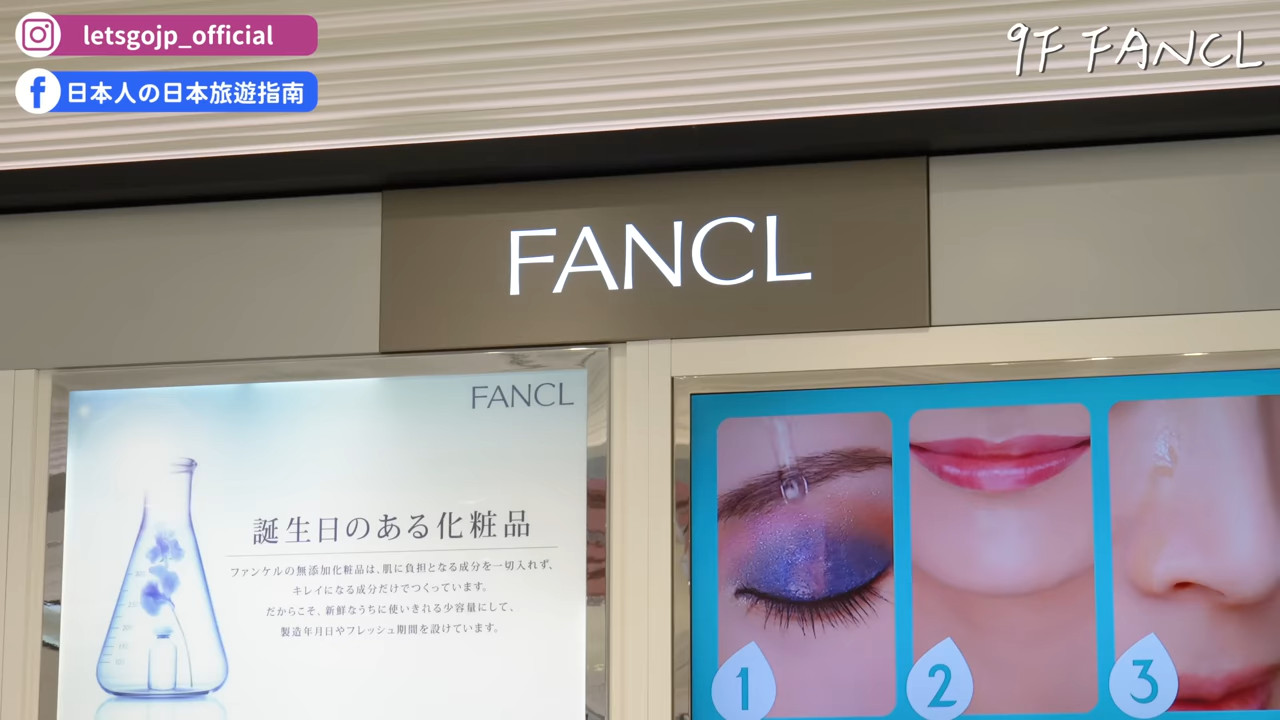 letsgojp_official
日本人の日本旅遊指南
9F FANCL
FANCL
FANCL
誕生日のある化粧品
ファンケルの無添加化粧品は、肌に負担となる成分を一切入れず、
キレイになる成分だけでつくっています。
だからこそ、新鮮なうちに使いきれる少容量にして、
製造年月日やフレッシュ期間を設けています。
1
2
3